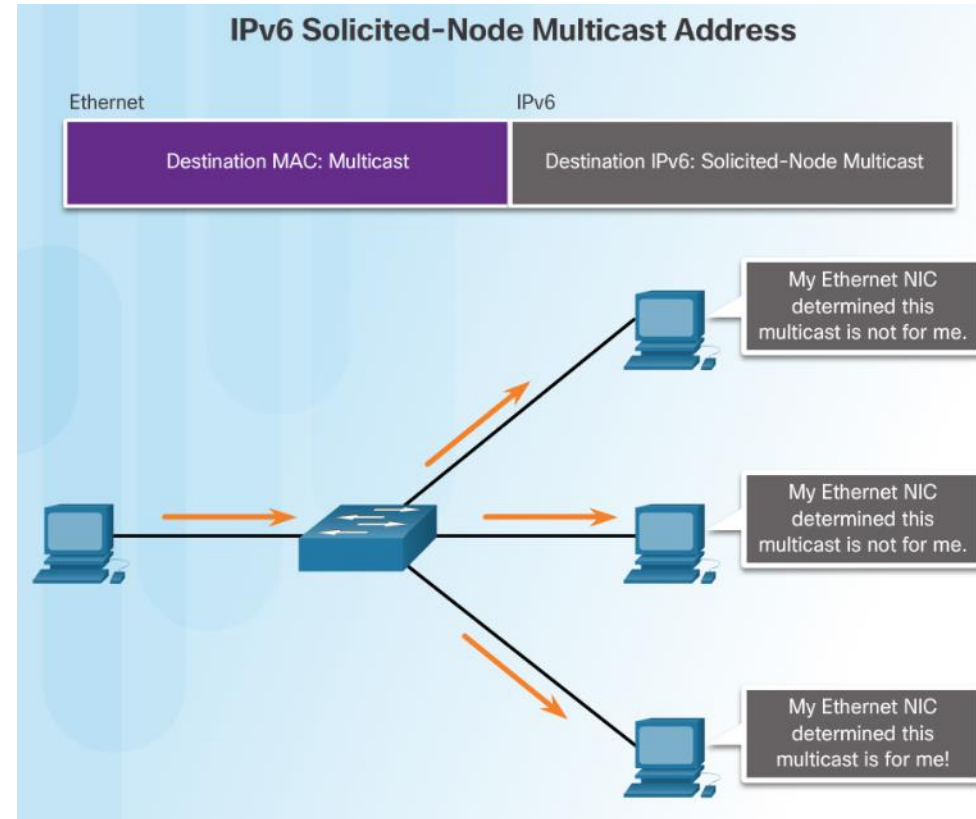 IPv6 Solicited-Node Multicast Address
Ethernet
IPv6
Destination MAC: Multicast
Destination IPv6: Solicited-Node Multicast
My Ethernet NIC
determined this
multicast is not for me.
My Ethernet NIC
determined this
multicast is not for me.
My Ethernet NIC
determined this
multicast is for me!